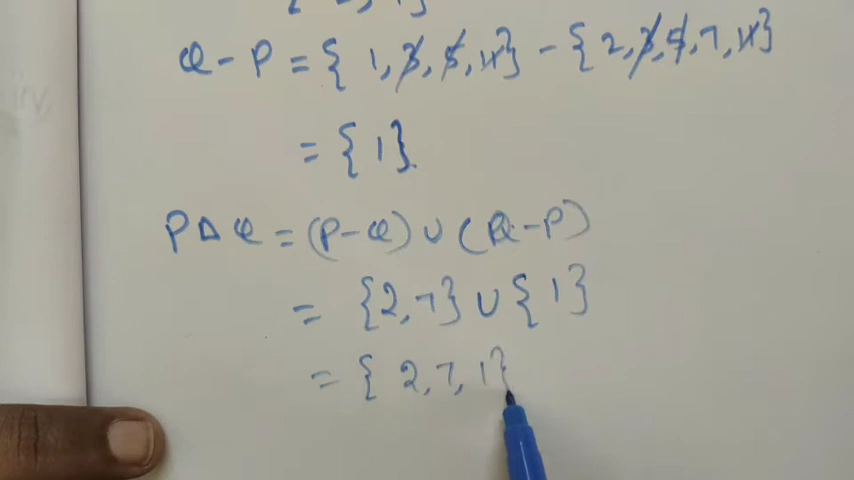 Q - P = { 1, 3, 5, 11 } - { 2, 3, 5, 7, 11 }
= { 1 }.
P Δ Q = (P - Q) ∪ (Q - P)
= { 2, 7 } ∪ { 1 }
= { 2, 7, 1 }